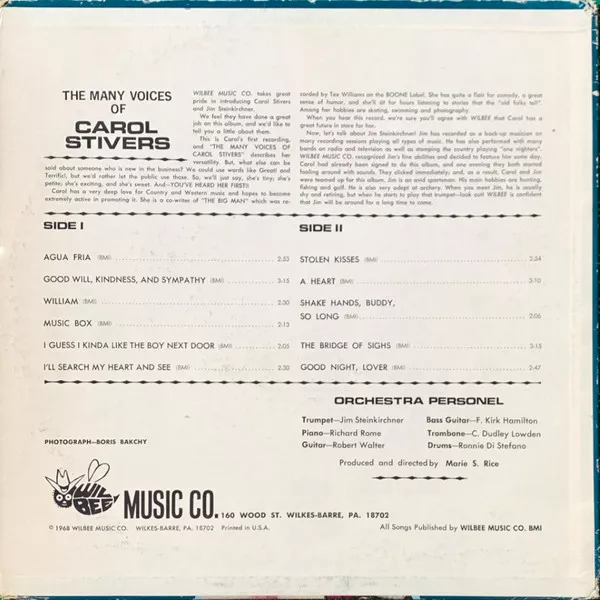 THE MANY VOICES
OF
CAROL
STIVERS
WILBEE MUSIC CO. takes great
pride in introducing Carol Stivers
and Jim Steinkirchner.
We feel they have done a great
job on this album, and we'd like to
tell you a little about them.
This is Carol's first recording,
and "THE MANY VOICES OF
CAROL STIVERS" describes her
versatility. But, what else can be
said about someone who is new in the business? We could use words like Great! and
Terrific!, but we'd rather let the public use those. So, we'll just say, she's tiny; she's
petite; she's exciting, and she's sweet. And—YOU'VE HEARD HER FIRST!!
Carol has a very deep love for Country and Western music and hopes to become
extremely active in promoting it. She is a co-writer of "THE BIG MAN" which was re-
corded by Tex Williams on the BOONE Label. She has quite a flair for comedy, a great
sense of humor, and she'll sit for hours listening to stories that the "old folks tell".
Among her hobbies are skating, swimming and photography.
When you hear this record, we're sure you'll agree with WILBEE that Carol has a
great future in store for her.
Now, let's talk about Jim Steinkirchner! Jim has recorded as a back-up musician on
many recording sessions playing all types of music. He has also performed with many
bands on radio and television as well as stamping the country playing "one nighters".
WILBEE MUSIC CO. recognized Jim's fine abilities and decided to feature him some day.
Carol had already been signed to do this album, and one evening they both started
fooling around with sounds. They clicked immediately; and, as a result, Carol and Jim
were teamed up for this album. Jim is an avid sportsman. His main hobbies are hunting,
fishing and golf. He is also very adept at archery. When you meet Jim, he is usually
shy and retiring, but when he starts to play that trumpet—look out! WILBEE is confident
that Jim will be around for a long time to come.
SIDE I
AGUA FRIA (BMI) 2:53
GOOD WILL, KINDNESS, AND SYMPATHY (BMI) 3:15
WILLIAM (BMI) 2:30
MUSIC BOX (BMI) 2:13
I GUESS I KINDA LIKE THE BOY NEXT DOOR (BMI) 2:05
I'LL SEARCH MY HEART AND SEE (BMI) 2:30
SIDE II
STOLEN KISSES (BMI) 2:54
A HEART (BMI) 3:10
SHAKE HANDS, BUDDY,
SO LONG (BMI) 2:06
THE BRIDGE OF SIGHS (BMI) 3:15
GOOD NIGHT, LOVER (BMI) 2:47
ORCHESTRA PERSONEL
Trumpet—Jim Steinkirchner Bass Guitar—F. Kirk Hamilton
Piano—Richard Rome Trombone—C. Dudley Lowden
Guitar—Robert Walter Drums—Ronnie Di Stefano
Produced and directed by Marie S. Rice
PHOTOGRAPH—BORIS BAKCHY
WIL
BEE
MUSIC CO. 160 WOOD ST. WILKES-BARRE, PA. 18702
© 1968 WILBEE MUSIC CO. WILKES-BARRE, PA. 18702 Printed in U.S.A. All Songs Published by WILBEE MUSIC CO. BMI